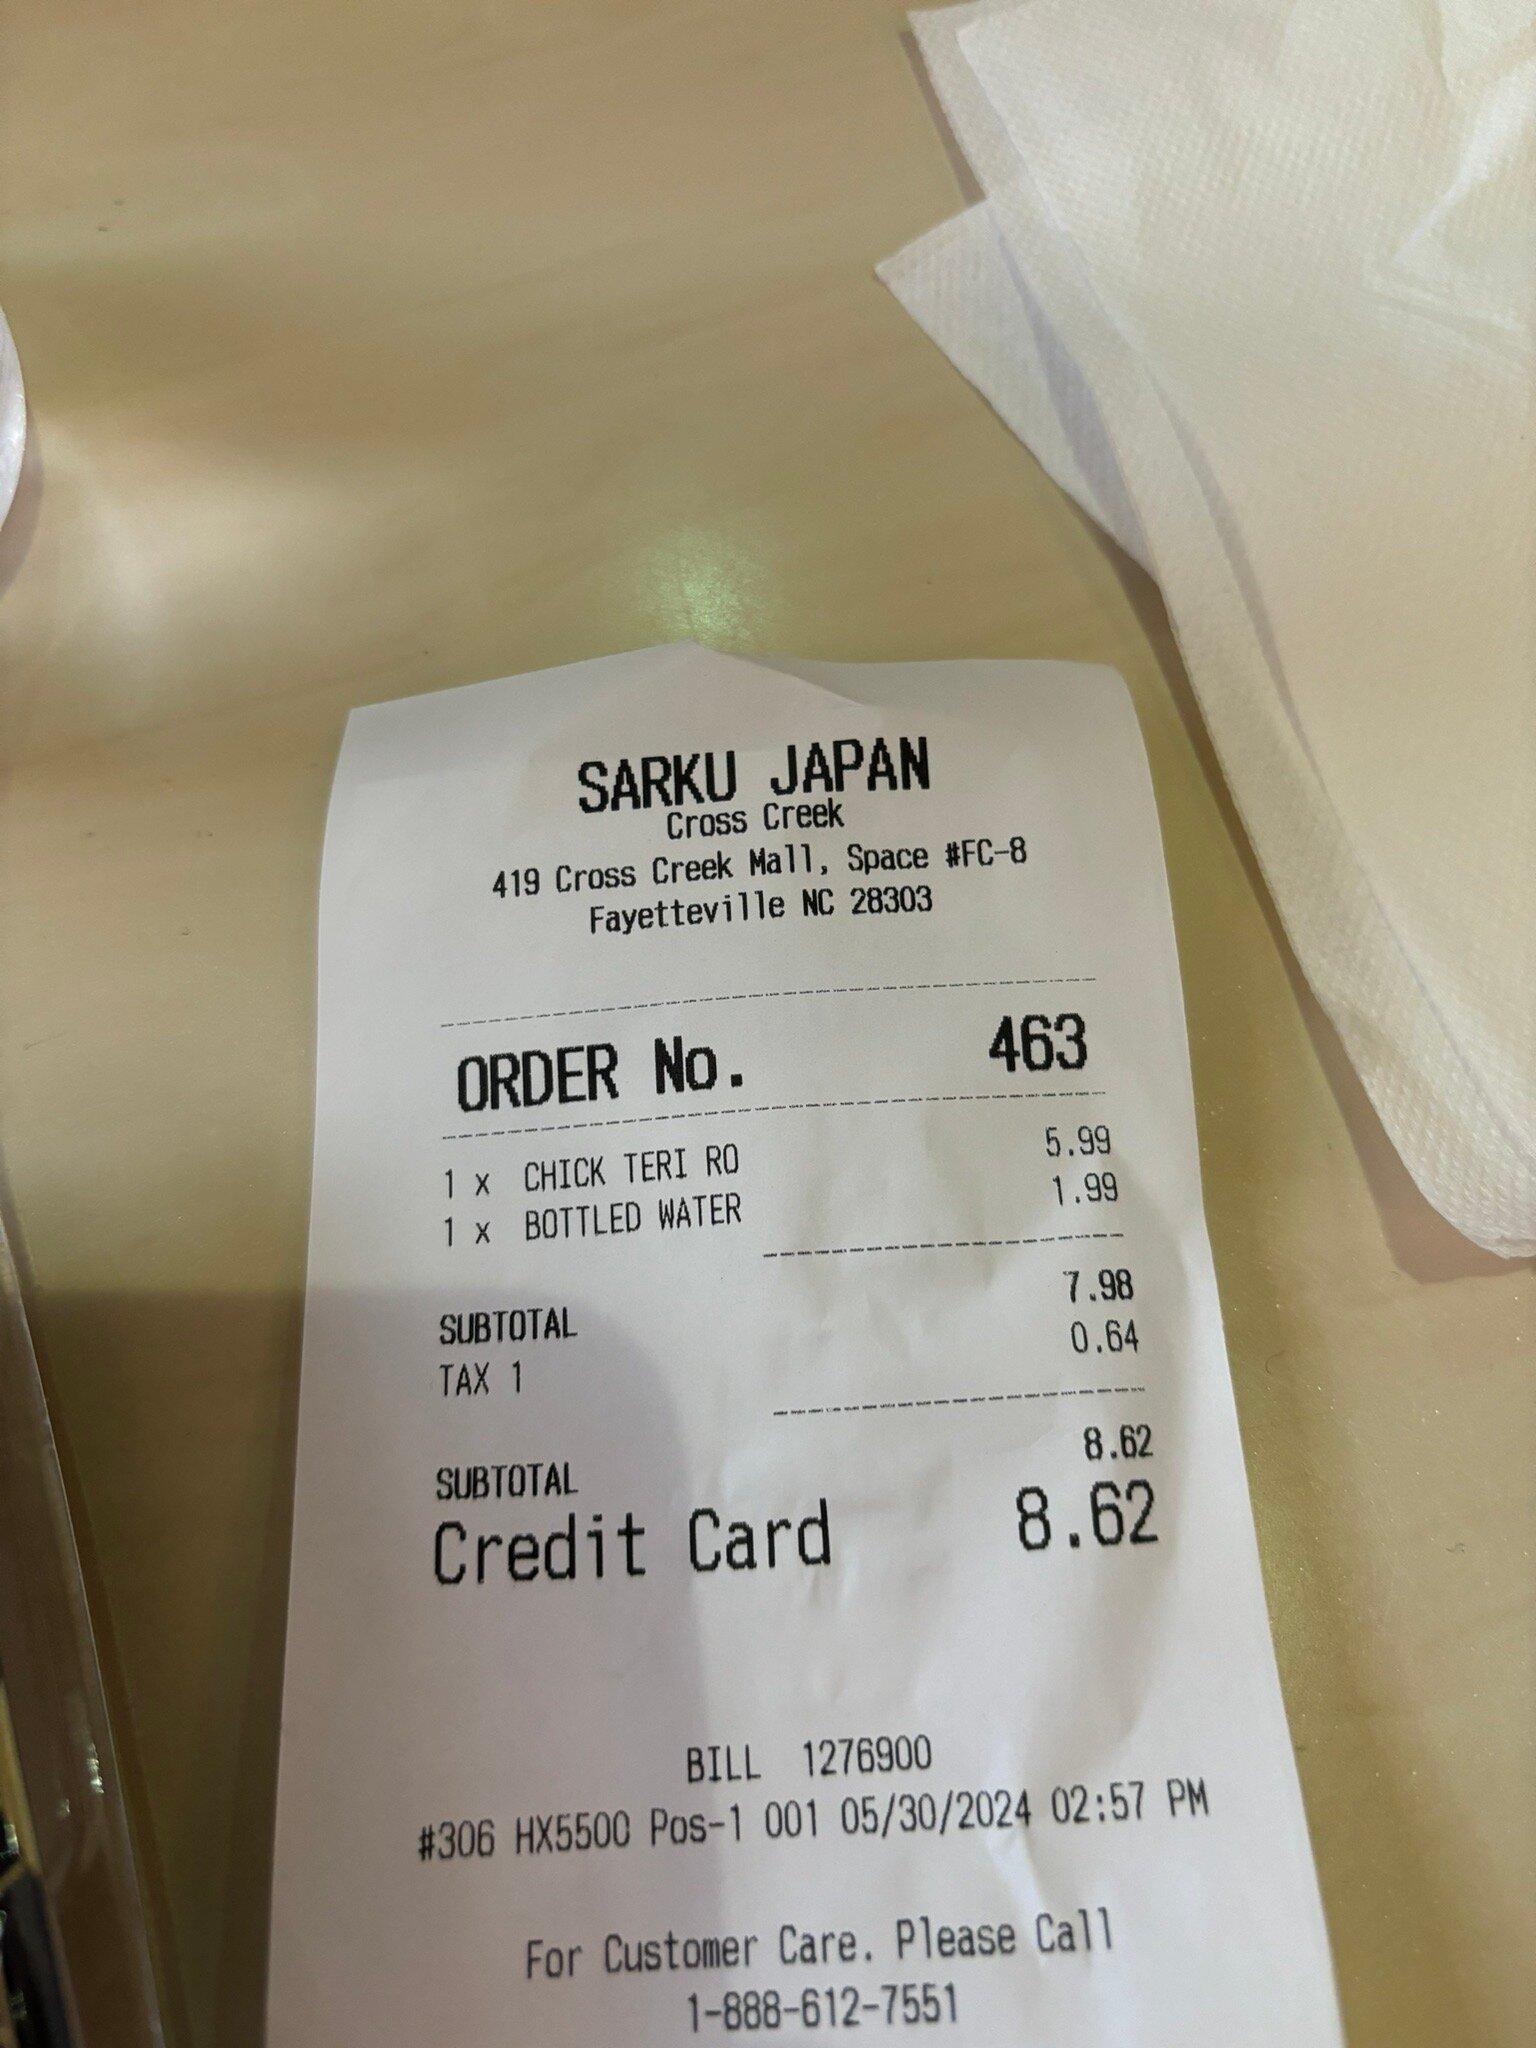 SARKU JAPAN
Cross Creek
419 Cross Creek Mall, Space #FC-8
Fayetteville NC 28303
ORDER No. 463
1 x CHICK TERI RO 5.99
1 x BOTTLED WATER 1.99
SUBTOTAL 7.98
TAX 1 0.64
SUBTOTAL 8.62
Credit Card 8.62
BILL 1276900
#306 HX5500 Pos-1 001 05/30/2024 02:57 PM
For Customer Care. Please Call
1-888-612-7551